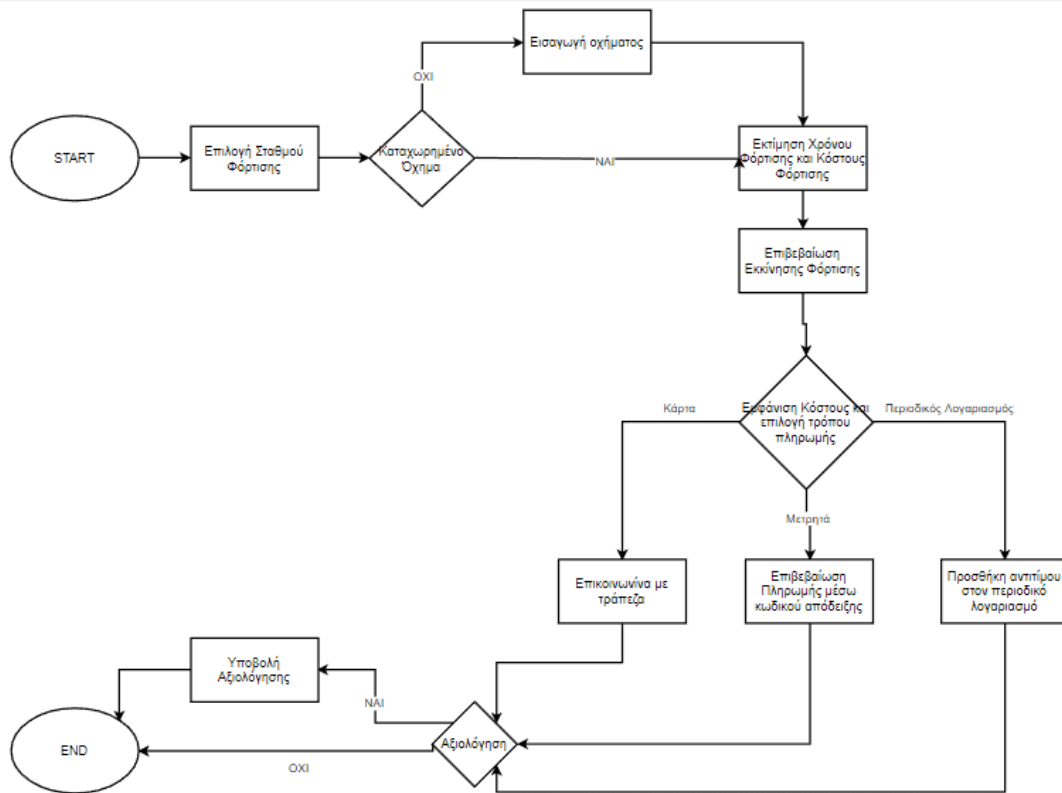 Εισαγωγή οχήματος
ΟΧΙ
START
Επιλογή Σταθμού
Φόρτισης
Καταχωρημένο
Όχημα
ΝΑΙ
Εκτίμηση Χρόνου
Φόρτισης και Κόστους
Φόρτισης
Επιβεβαίωση
Εκκίνησης Φόρτισης
Κάρτα
Εμφάνιση Κόστους και
επιλογή τρόπου
πληρωμής
Περιοδικός Λογαριασμός
Μετρητά
Επικοινωνίνα με
τράπεζα
Επιβεβαίωση
Πληρωμής μέσω
κωδικού απόδειξης
Προσθήκη αντιτίμου
στον περιοδικό
λογαριασμό
Υποβολή
Αξιολόγησης
ΝΑΙ
Αξιολόγηση
END
ΟΧΙ